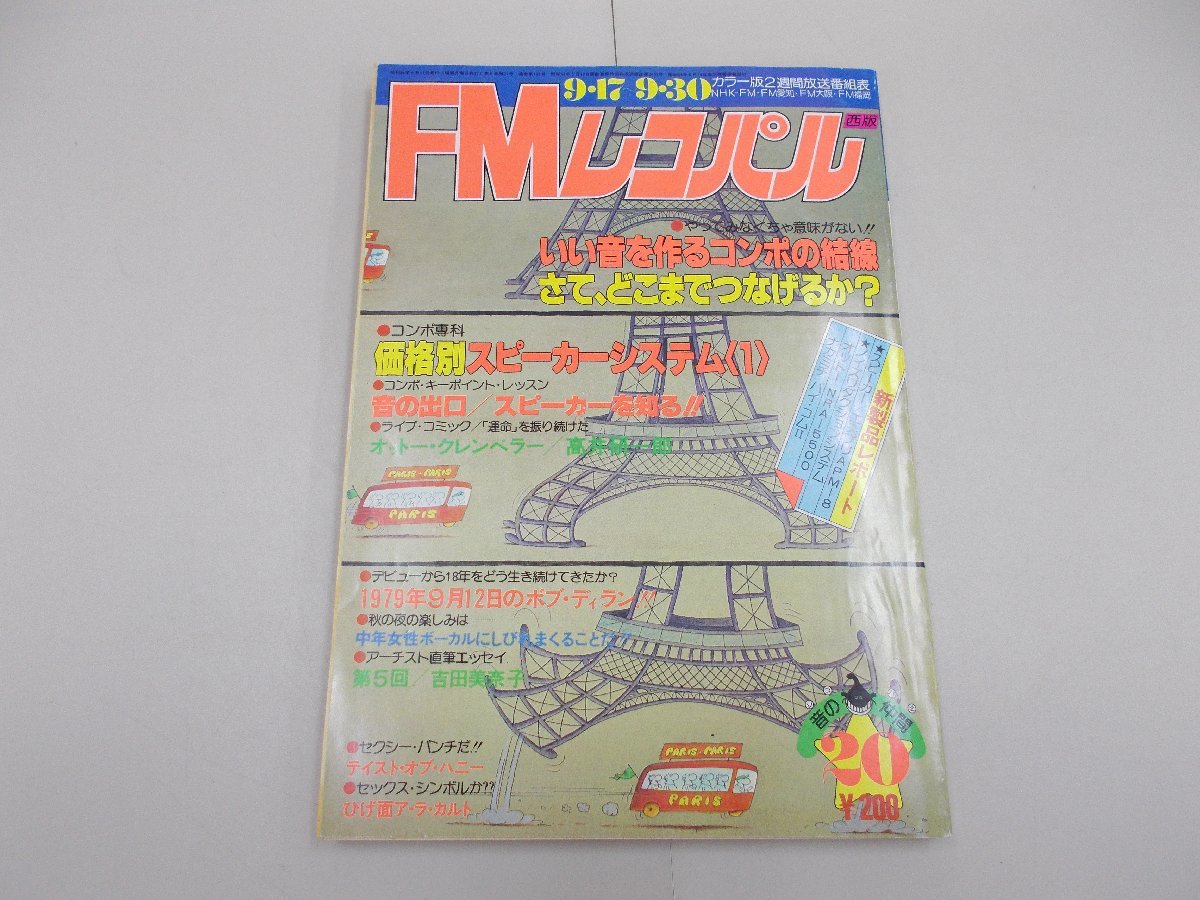 9・17 9・30
カラー版2週間放送番組表
NHK-FM・FM愛知・FM大阪・FM福岡
FMレコパル
西版
●やってみなくちゃ意味がない!!
いい音を作るコンポの結線
さて、どこまでつなげるか?
●コンポ専科
価格別スピーカーシステム〈1〉
●コンポ・キーポイント・レッスン
音の出口/スピーカーを知る!!
●ライブ・コミック/「運命」を振り続けた
オットー・クレンペラー/高井研一郎
新製品レポート
PARIS・PARIS
PARIS
●デビューから18年をどう生き続けてきたか?
1979年9月12日のボブ・ディラン!!
●秋の夜の楽しみは
中年女性ボーカルにしびれまくることだ?
●アーチスト直筆エッセイ
第5回/吉田美奈子
●セクシー・パンチだ!!
テイスト・オブ・ハニー
●セックス・シンボルか??
ひげ面ア・ラ・カルト
PARIS・PARIS
PARIS
音の 仲間
20
¥200